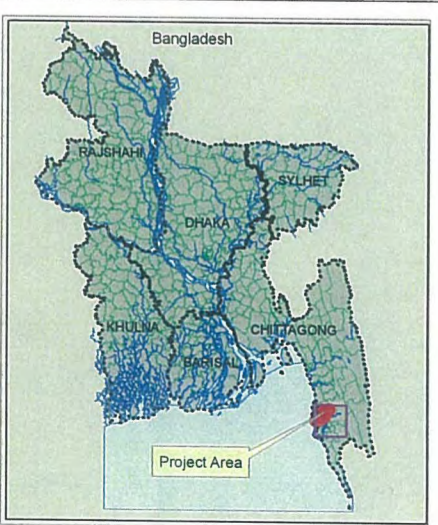 Bangladesh
RAJSHAHI
SYLHET
DHAKA
KHULNA
CHITTAGONG
BARISAL
Project Area